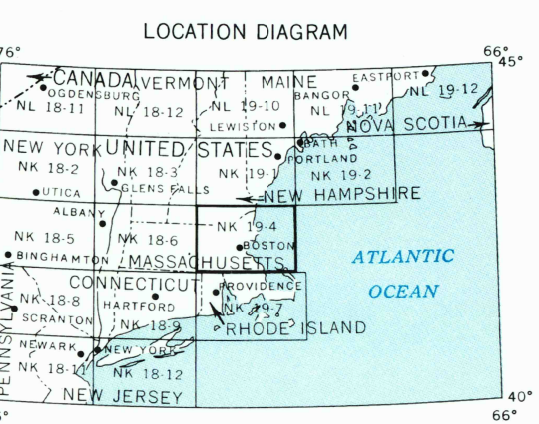 LOCATION DIAGRAM
76° 66°
45°
CANADA VERMONT MAINE EASTPORT
OGDENSBURG BANGOR NL 19-12
NL 18-11 NL 18-12 NL 19-10 NL 19-11
LEWISTON NOVA SCOTIA
NEW YORK UNITED STATES BATH
PORTLAND
NK 18-2 NK 18-3 NK 19-1 NK 19-2
UTICA GLENS FALLS NEW HAMPSHIRE
ALBANY
NK 19-4
NK 18-5 NK 18-6 BOSTON
BINGHAMTON MASSACHUSETTS
ATLANTIC
OCEAN
CONNECTICUT PROVIDENCE
NK 18-8 HARTFORD NK 19-7
SCRANTON NK 18-9 RHODE ISLAND
PENNSYLVANIA
NEWARK NEW YORK
NK 18-11 NK 18-12
NEW JERSEY
40°
66°